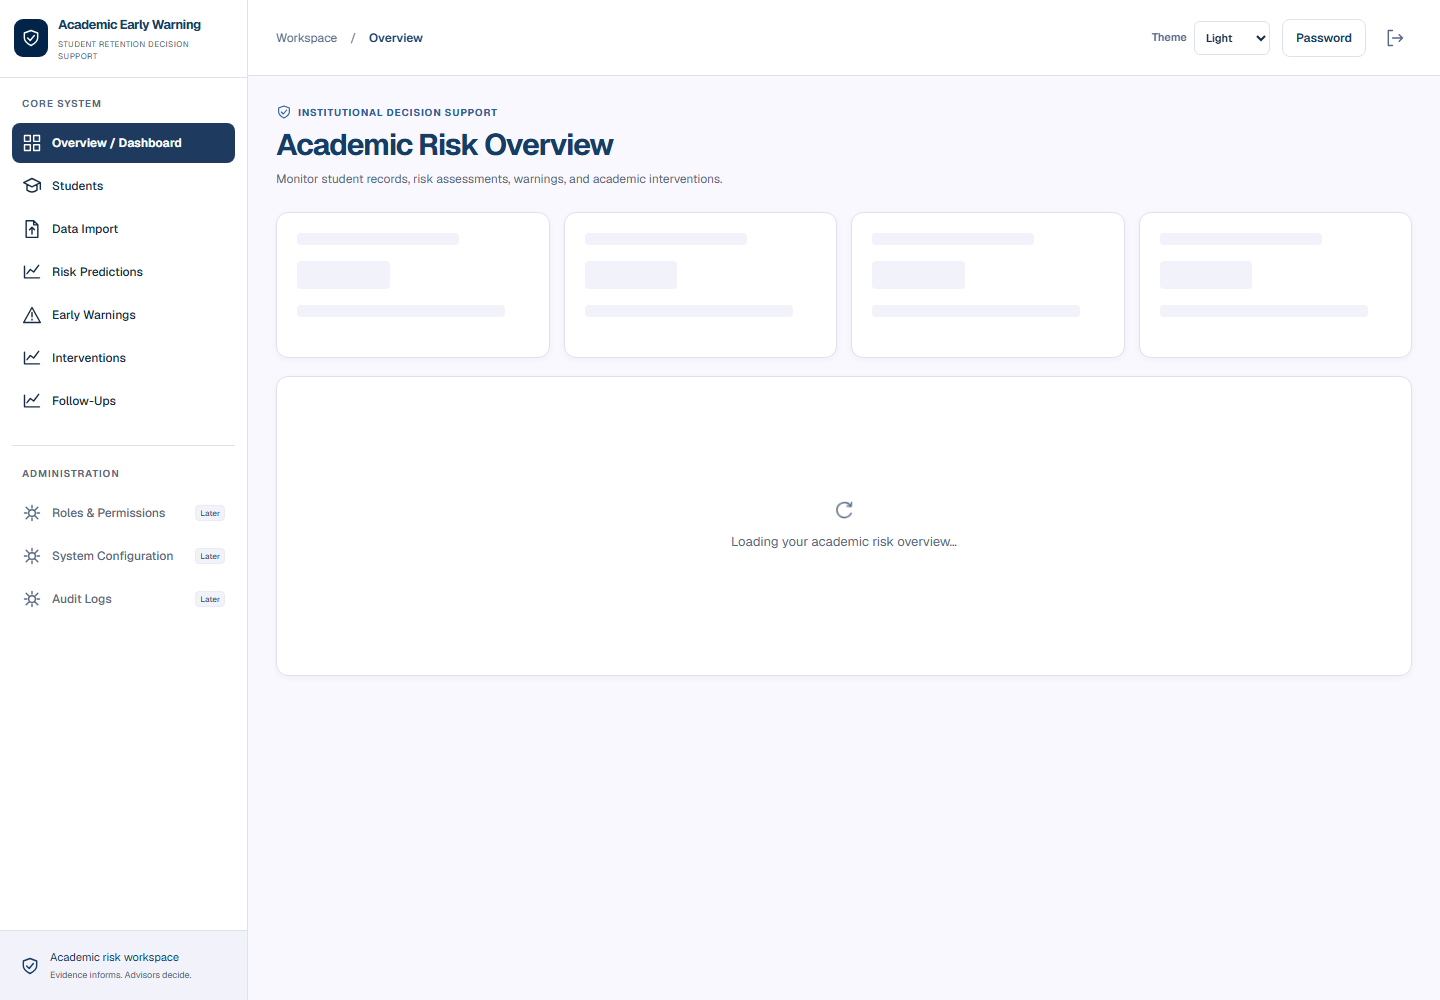 Academic Early Warning
STUDENT RETENTION DECISION
SUPPORT
CORE SYSTEM
Overview / Dashboard
Students
Data Import
Risk Predictions
Early Warnings
Interventions
Follow-Ups
ADMINISTRATION
Roles & Permissions Later
System Configuration Later
Audit Logs Later
Academic risk workspace
Evidence informs. Advisors decide.
Workspace / Overview
Theme Light Password
INSTITUTIONAL DECISION SUPPORT
Academic Risk Overview
Monitor student records, risk assessments, warnings, and academic interventions.
Loading your academic risk overview...